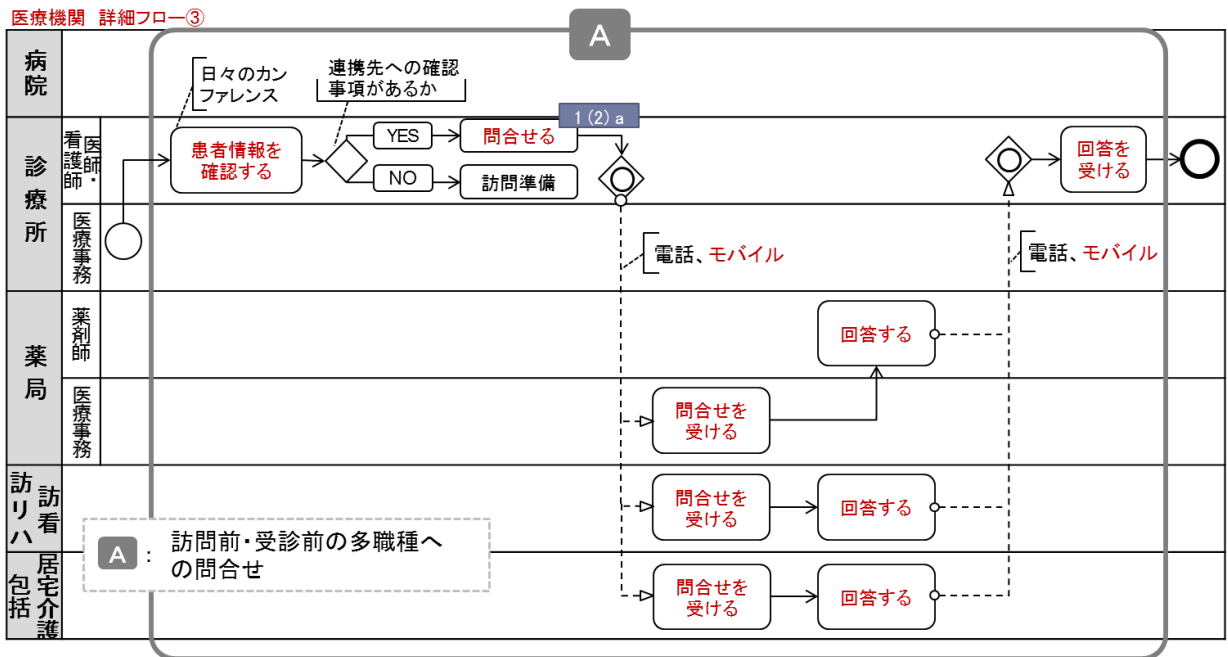 医療機関 詳細フロー③
A
病院
日々のカン
ファレンス
連携先への確認
事項があるか
診療所
医師・
看護師
患者情報を
確認する
YES
問合せる
1 (2) a
NO
訪問準備
回答を
受ける
医療事務
電話、モバイル
電話、モバイル
薬局
薬剤師
回答する
医療事務
問合せを
受ける
訪看
訪リハ
問合せを
受ける
回答する
A : 訪問前・受診前の多職種へ
の問合せ
居宅介護
包括
問合せを
受ける
回答する